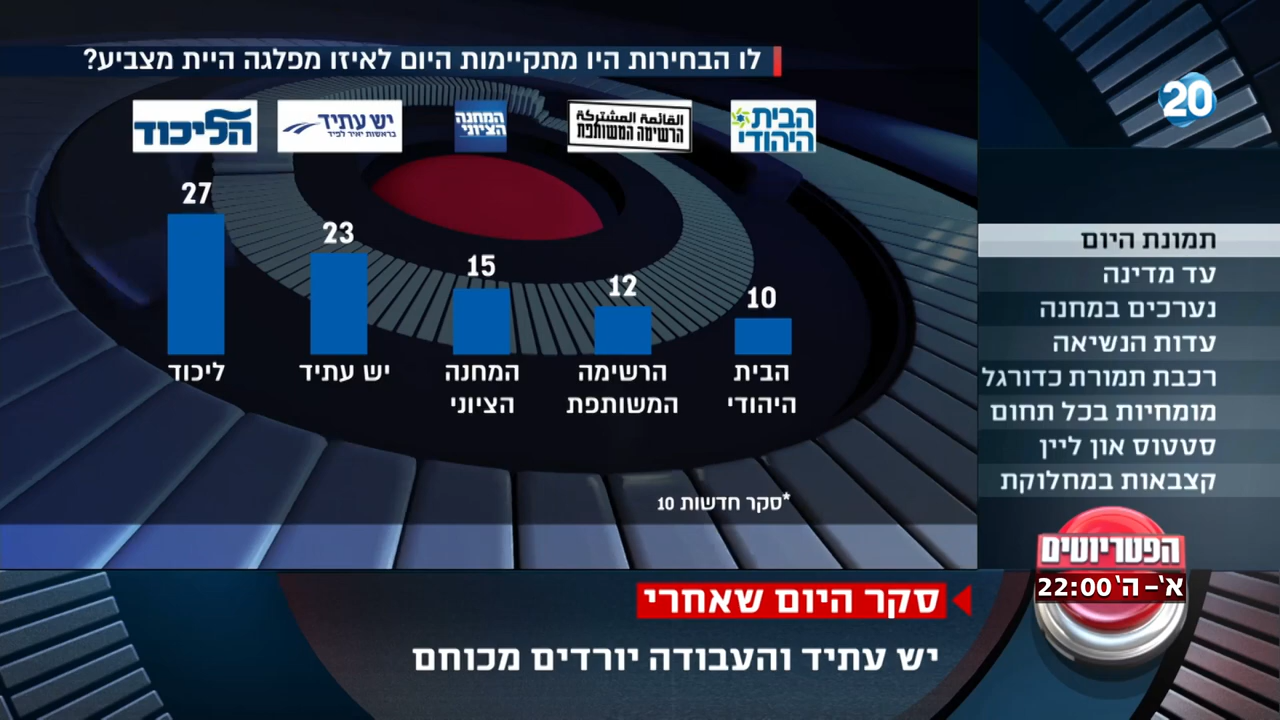 לו הבחירות היו מתקיימות היום לאיזו מפלגה היית מצביע?
20
הבית
היהודי
القائمة المشتركة
הרשימה המשותפת
המחנה
הציוני
יש עתיד
בראשות יאיר לפיד
הליכוד
10
12
15
23
27
הבית
היהודי
הרשימה
המשותפת
המחנה
הציוני
יש עתיד
ליכוד
*סקר חדשות 10
תמונת היום
עד מדינה
נערכים במחנה
עדות הנשיאה
רכבת תמורת כדורגל
מומחיות בכל תחום
סטטוס און ליין
קצבאות במחלוקת
הפטריוטים
א'-ה' 22:00
סקר היום שאחרי
יש עתיד והעבודה יורדים מכוחם